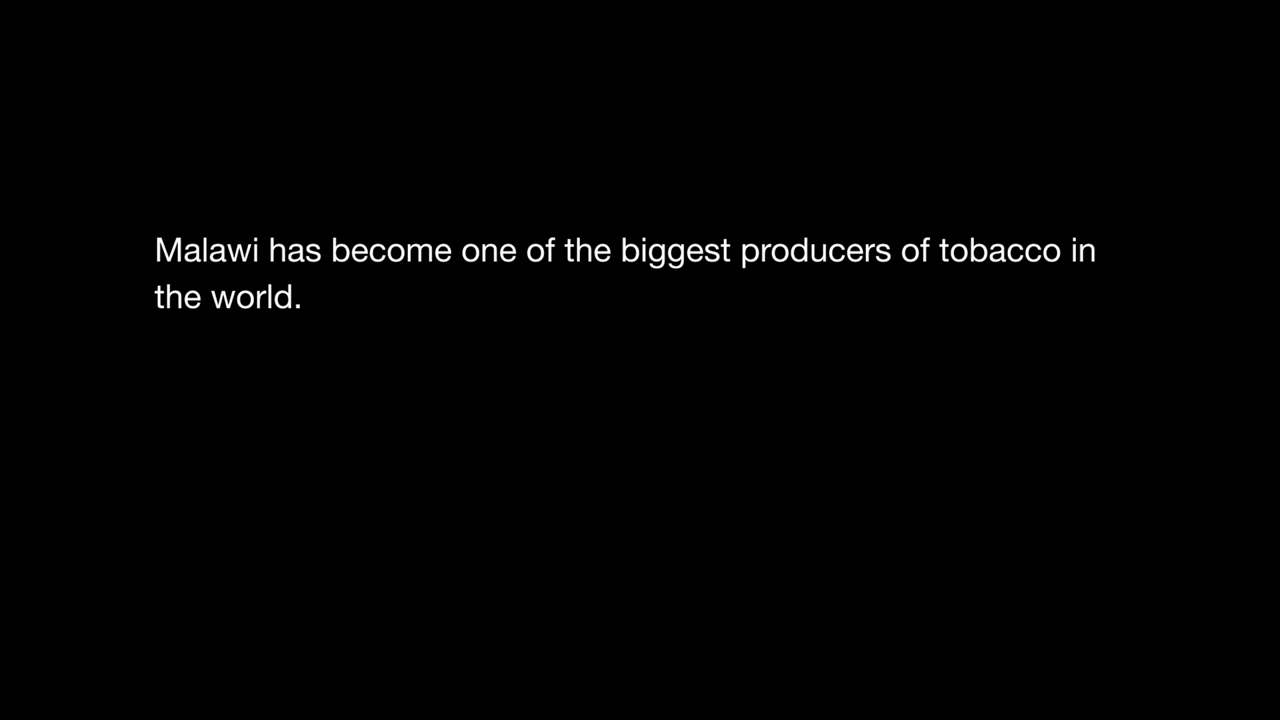 Malawi has become one of the biggest producers of tobacco in
the world.